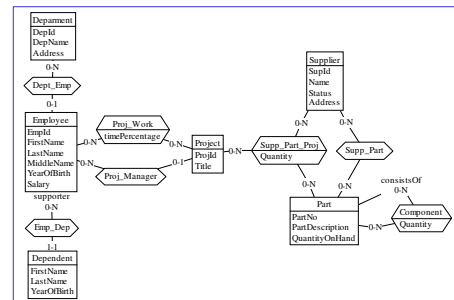 Deparment
DepId
DepName
Address
0-N
Dept_Emp
0-1
Employee
EmpId
FirstName
LastName
MiddleName
YearOfBirth
Salary
supporter
0-N
Emp_Dep
1-1
Dependent
FirstName
LastName
YearOfBirth
0-N
Proj_Work
timePercentage
0-N
0-N
Proj_Manager
0-1
Project
ProjId
Title
0-N
Supp_Part_Proj
Quantity
0-N
0-N
Supplier
SupId
Name
Status
Address
0-N
Supp_Part
0-N
Part
PartNo
PartDescription
QuantityOnHand
consistsOf
0-N
Component
Quantity
0-N